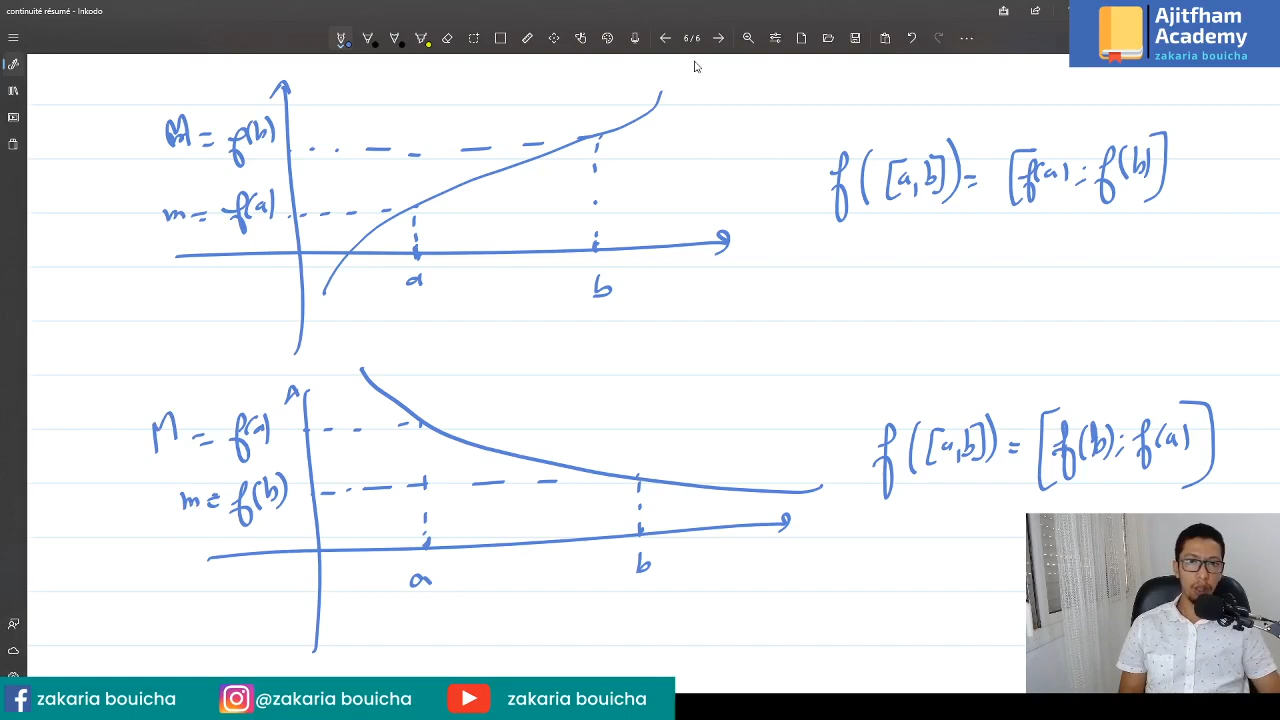 continuité résumé - Inkodo
6/6
Ajitfham
Academy
zakaria bouicha
M = f(b)
m = f(a)
a
b
f([a,b]) = [f(a) ; f(b)]
M = f(a)
m = f(b)
a
b
f([a,b]) = [f(b) ; f(a)]
zakaria bouicha
@zakaria bouicha
zakaria bouicha